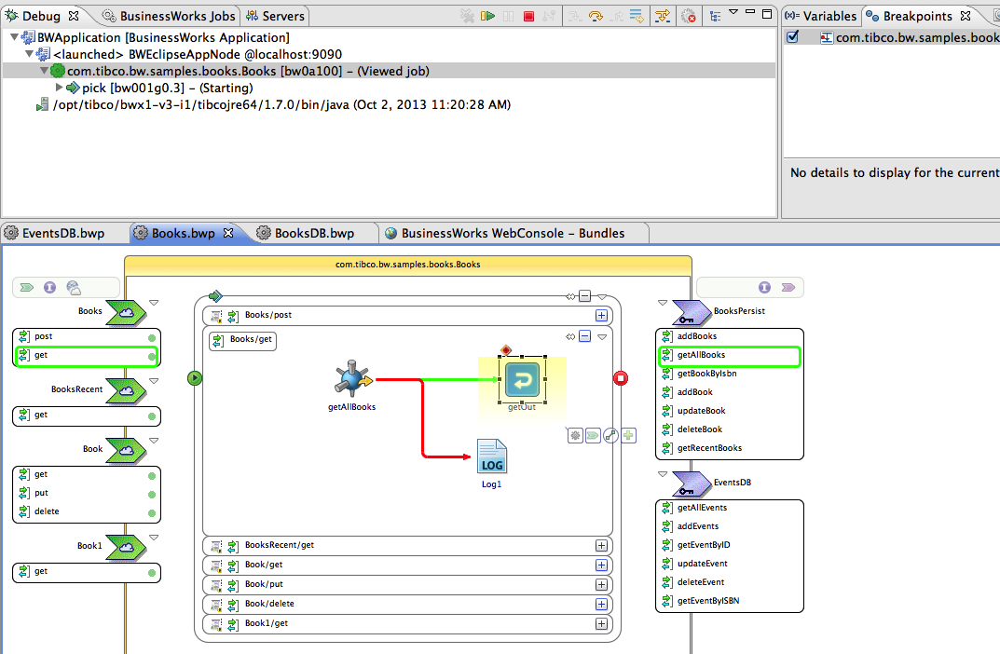 Debug
BusinessWorks Jobs
Servers
BWApplication [BusinessWorks Application]
<launched> BWEclipseAppNode @localhost:9090
com.tibco.bw.samples.books.Books [bw0a100] - (Viewed job)
pick [bw001g0.3] - (Starting)
/opt/tibco/bwx1-v3-i1/tibcojre64/1.7.0/bin/java (Oct 2, 2013 11:20:28 AM)
(x)= Variables
Breakpoints
com.tibco.bw.samples.book
No details to display for the current
EventsDB.bwp
Books.bwp
BooksDB.bwp
BusinessWorks WebConsole - Bundles
com.tibco.bw.samples.books.Books
Books
post
get
BooksRecent
get
Book
get
put
delete
Book1
get
Books/post
Books/get
getAllBooks
getOut
LOG
Log1
BooksRecent/get
Book/get
Book/put
Book/delete
Book1/get
BooksPersist
addBooks
getAllBooks
getBookByIsbn
addBook
updateBook
deleteBook
getRecentBooks
EventsDB
getAllEvents
addEvents
getEventByID
updateEvent
deleteEvent
getEventByISBN